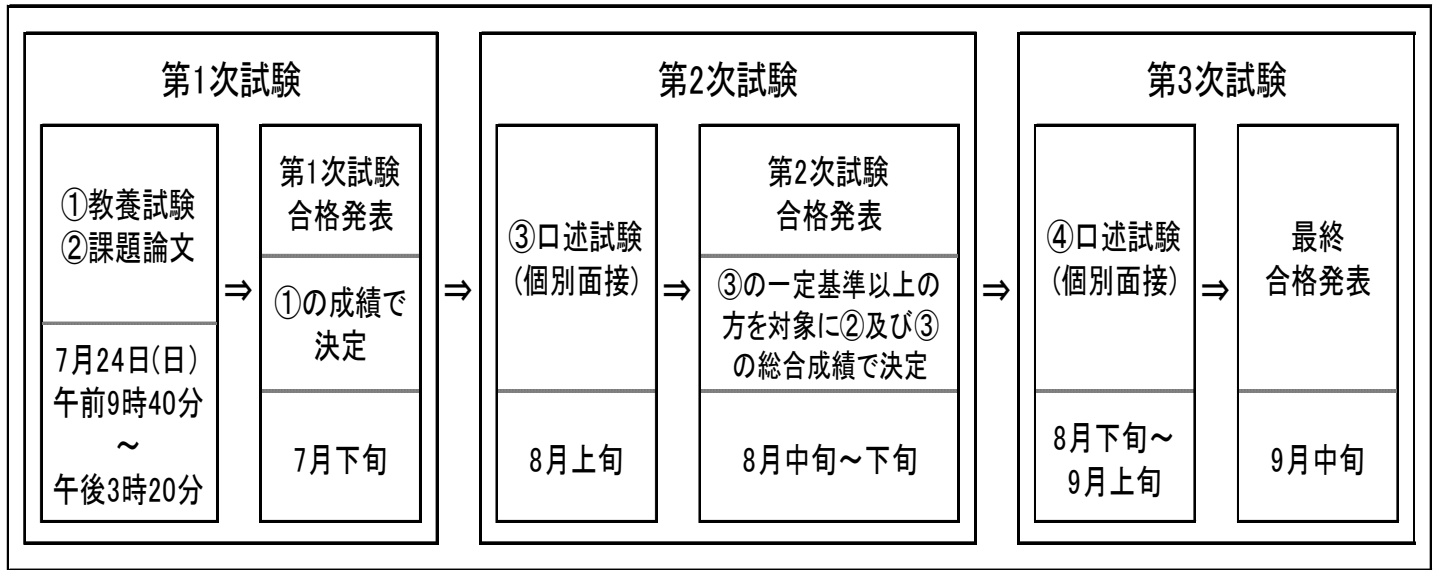 第1次試験
①教養試験
②課題論文
7月24日(日)
午前9時40分
～
午後3時20分
⇒
第1次試験
合格発表
①の成績で
決定
7月下旬
⇒
第2次試験
③口述試験
(個別面接)
8月上旬
⇒
第2次試験
合格発表
③の一定基準以上の
方を対象に②及び③
の総合成績で決定
8月中旬～下旬
⇒
第3次試験
④口述試験
(個別面接)
8月下旬～
9月上旬
⇒
最終
合格発表
9月中旬